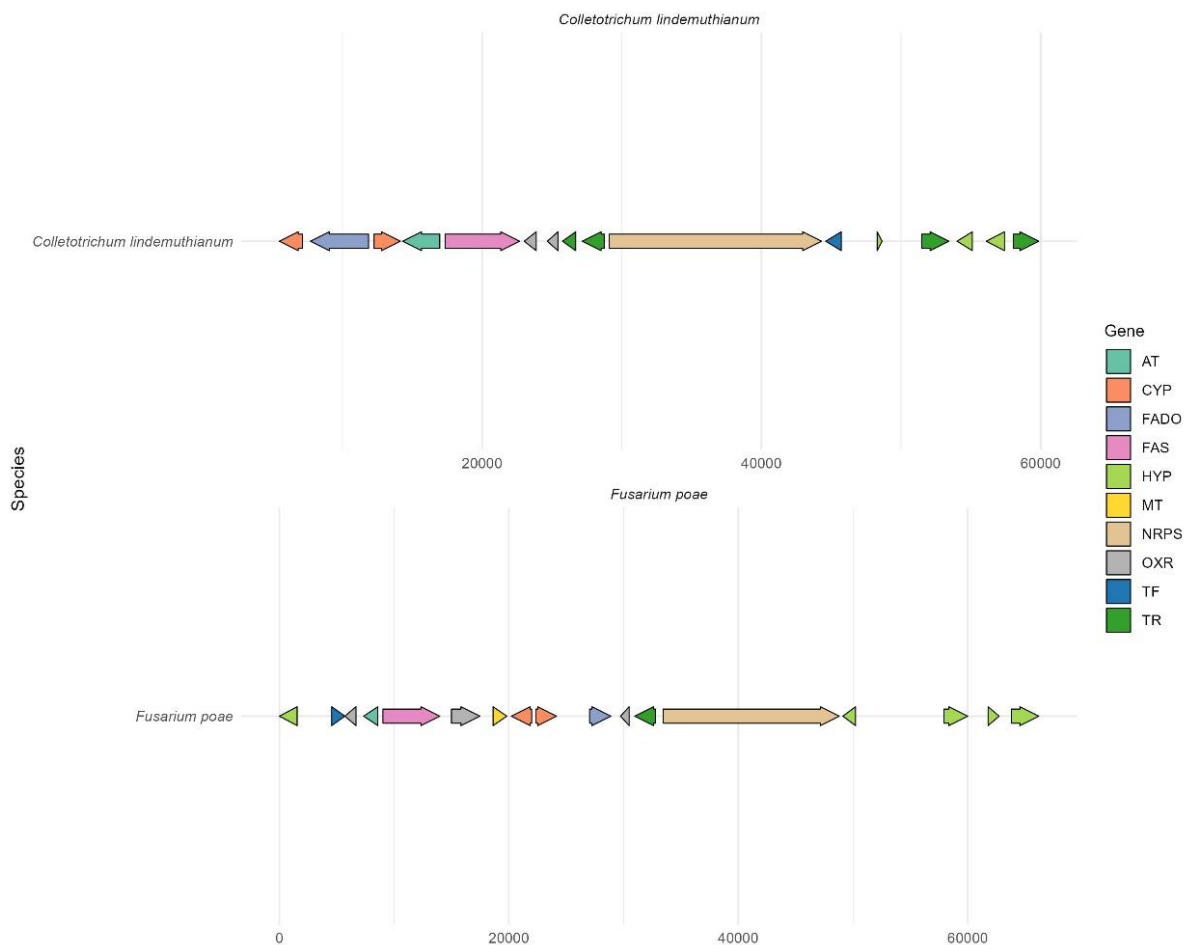 Colletotrichum lindemuthianum
Colletotrichum lindemuthianum
20000
40000
60000
Species
Fusarium poae
Fusarium poae
0
20000
40000
60000
Gene
AT
CYP
FADO
FAS
HYP
MT
NRPS
OXR
TF
TR